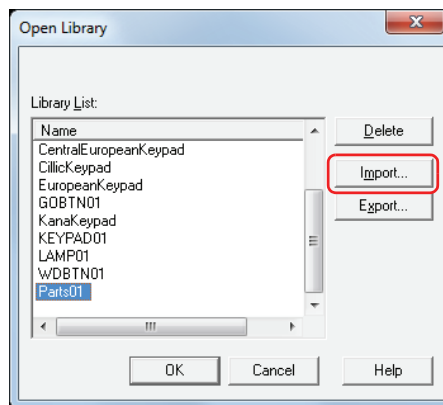 Open Library
Library List:
Name
CentralEuropeanKeypad
CillicKeypad
EuropeanKeypad
GOBTN01
KanaKeypad
KEYPAD01
LAMP01
WDBTN01
Parts01
Delete
Import...
Export...
OK
Cancel
Help